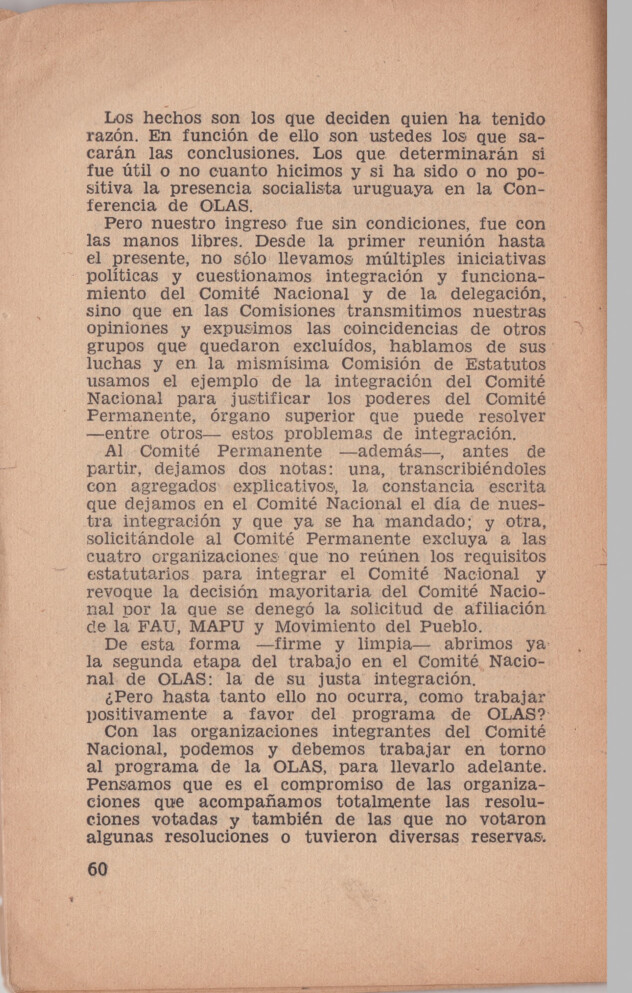 Los hechos son los que deciden quien ha tenido
razón. En función de ello son ustedes los que sa-
carán las conclusiones. Los que determinarán si
fue útil o no cuanto hicimos y si ha sido o no po-
sitiva la presencia socialista uruguaya en la Con-
ferencia de OLAS.
Pero nuestro ingreso fue sin condiciones, fue con
las manos libres. Desde la primer reunión hasta
el presente, no sólo llevamos múltiples iniciativas
políticas y cuestionamos integración y funciona-
miento del Comité Nacional y de la delegación,
sino que en las Comisiones transmitimos nuestras
opiniones y expusimos las coincidencias de otros
grupos que quedaron excluídos, hablamos de sus
luchas y en la mismísima Comisión de Estatutos
usamos el ejemplo de la integración del Comité
Nacional para justificar los poderes del Comité
Permanente, órgano superior que puede resolver
—entre otros— estos problemas de integración.
Al Comité Permanente —además—, antes de
partir, dejamos dos notas: una, transcribiéndoles
con agregados explicativos, la constancia escrita
que dejamos en el Comité Nacional el día de nues-
tra integración y que ya se ha mandado; y otra,
solicitándole al Comité Permanente excluya a las
cuatro organizaciones que no reúnen los requisitos
estatutarios para integrar el Comité Nacional y
revoque la decisión mayoritaria del Comité Nacio-
nal por la que se denegó la solicitud de afiliación
de la FAU, MAPU y Movimiento del Pueblo.
De esta forma —firme y limpia— abrimos ya
la segunda etapa del trabajo en el Comité Nacio-
nal de OLAS: la de su justa integración.
¿Pero hasta tanto ello no ocurra, como trabajar
positivamente a favor del programa de OLAS?
Con las organizaciones integrantes del Comité
Nacional, podemos y debemos trabajar en torno
al programa de la OLAS, para llevarlo adelante.
Pensamos que es el compromiso de las organiza-
ciones que acompañamos totalmente las resolu-
ciones votadas y también de las que no votaron
algunas resoluciones o tuvieron diversas reservas.
60